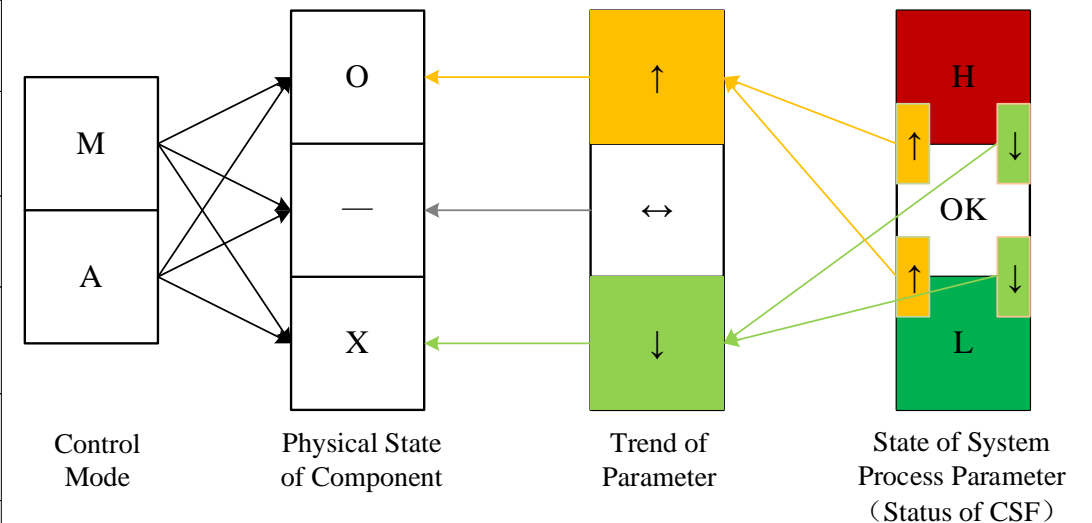 M
A
Control
Mode
O
—
X
Physical State
of Component
↑
↔
↓
Trend of
Parameter
H
↑ ↓
OK
↑ ↓
L
State of System
Process Parameter
（Status of CSF）